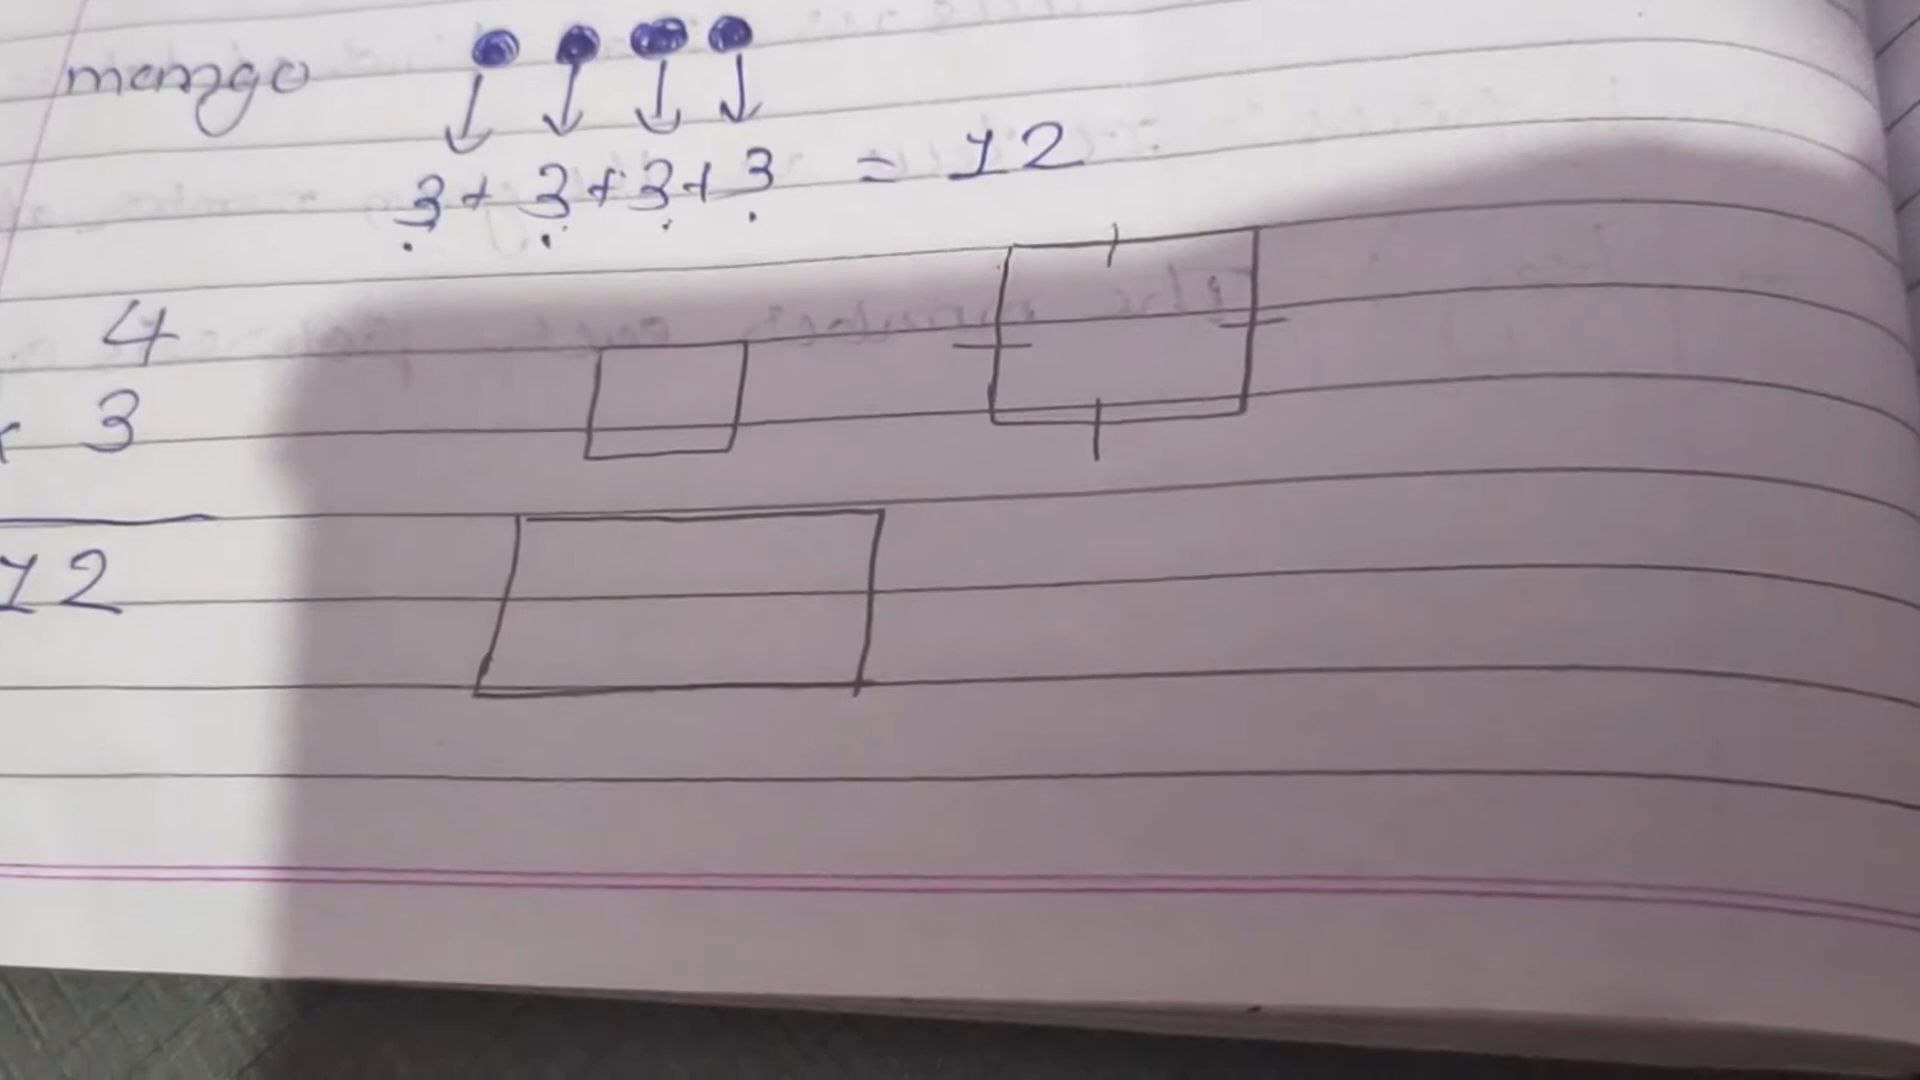 mango
3 + 3 + 3 + 3 = 12
4
× 3
12